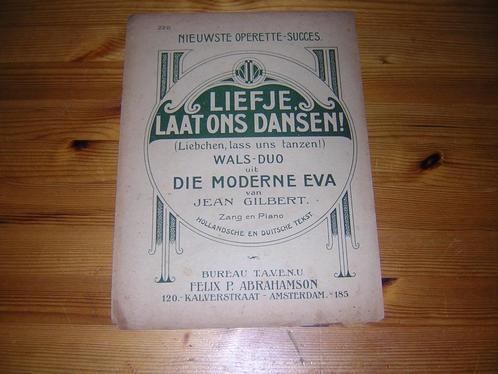 NIEUWSTE OPERETTE-SUCCES.
LIEFJE,
LAAT ONS DANSEN!
(Liebchen, lass uns tanzen!)
WALS-DUO
uit
DIE MODERNE EVA
van
JEAN GILBERT.
Zang en Piano
HOLLANDSCHE EN DUITSCHE TEKST
BUREAU T.A.V.E.N.U
FELIX P. ABRAHAMSON
120.- KALVERSTRAAT - AMSTERDAM.